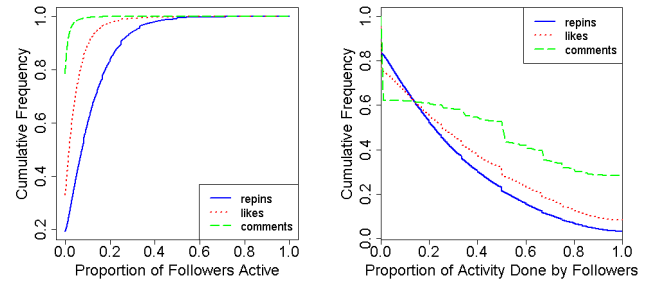 Cumulative Frequency
1.0
0.8
0.6
0.4
0.2
repins
likes
comments
0.0 0.2 0.4 0.6 0.8 1.0
Proportion of Followers Active
Cumulative Frequency
1.0
0.8
0.6
0.4
0.2
0.0
repins
likes
comments
0.0 0.2 0.4 0.6 0.8 1.0
Proportion of Activity Done by Followers